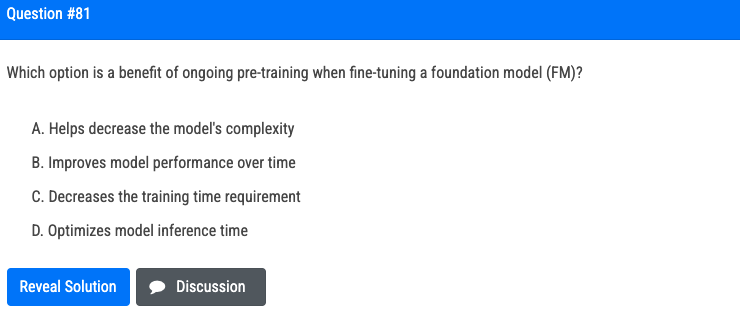 Question #81
Which option is a benefit of ongoing pre-training when fine-tuning a foundation model (FM)?
A. Helps decrease the model's complexity
B. Improves model performance over time
C. Decreases the training time requirement
D. Optimizes model inference time
Reveal Solution Discussion